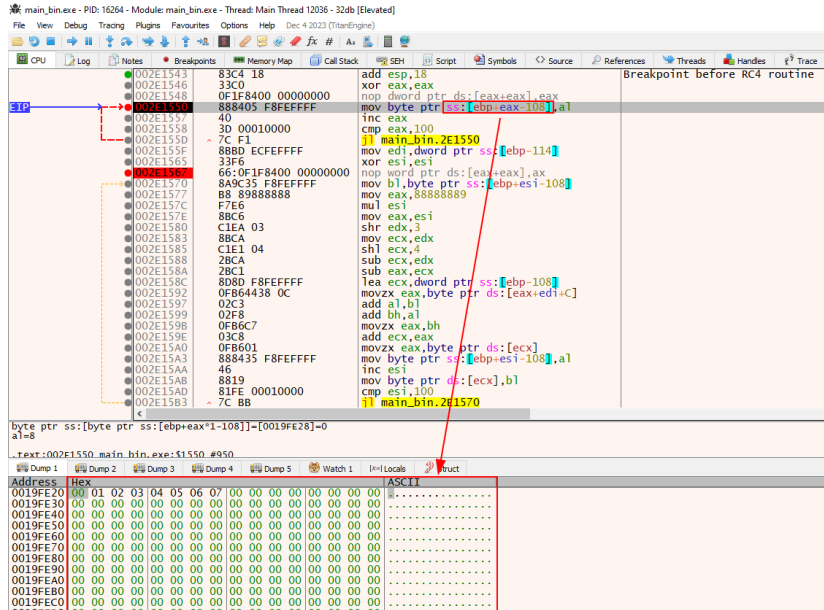 main_bin.exe - PID: 16264 - Module: main_bin.exe - Thread: Main Thread 12036 - x32db [Elevated]
File View Debug Tracing Plugins Favourites Options Help Dec 4 2023 (TitanEngine)
CPU Log Notes Breakpoints Memory Map Call Stack SEH Script Symbols Source References Threads Handles Trace
002E1543 83C4 18 add esp,18 Breakpoint before RC4 routine
002E1546 33C0 xor eax,eax
002E1548 0F1F8400 00000000 nop dword ptr ds:[eax+eax],eax
EIP 002E1550 888405 F8FEFFFF mov byte ptr ss:[ebp+eax-108],al
002E1557 40 inc eax
002E1558 3D 00010000 cmp eax,100
002E155D 7C F1 jl main_bin.2E1550
002E155F 8BBD ECFEFFFF mov edi,dword ptr ss:[ebp-114]
002E1565 33F6 xor esi,esi
002E1567 66:0F1F8400 00000000 nop word ptr ds:[eax+eax],ax
002E1570 8A9C35 F8FEFFFF mov bl,byte ptr ss:[ebp+esi-108]
002E1577 B8 89888888 mov eax,88888889
002E157C F7E6 mul esi
002E157E 8BC6 mov eax,esi
002E1580 C1EA 03 shr edx,3
002E1583 8BCA mov ecx,edx
002E1585 C1E1 04 shl ecx,4
002E1588 2BCA sub ecx,edx
002E158A 2BC1 sub eax,ecx
002E158C 8D8D F8FEFFFF lea ecx,dword ptr ss:[ebp-108]
002E1592 0FB64438 0C movzx eax,byte ptr ds:[eax+edi+C]
002E1597 02C3 add al,bl
002E1599 02F8 add bh,al
002E159B 0FB6C7 movzx eax,bh
002E159E 03C8 add ecx,eax
002E15A0 0FB601 movzx eax,byte ptr ds:[ecx]
002E15A3 888435 F8FEFFFF mov byte ptr ss:[ebp+esi-108],al
002E15AA 46 inc esi
002E15AB 8819 mov byte ptr ds:[ecx],bl
002E15AD 81FE 00010000 cmp esi,100
002E15B3 7C BB jl main_bin.2E1570
byte ptr ss:[byte ptr ss:[ebp+eax*1-108]]=[0019FE28]=0
al=8
.text:002E1550 main_bin.exe:$1550 #950
Dump 1 Dump 2 Dump 3 Dump 4 Dump 5 Watch 1 [x=] Locals Struct
Address Hex ASCII
0019FE20 00 01 02 03 04 05 06 07 00 00 00 00 00 00 00 00 ................
0019FE30 00 00 00 00 00 00 00 00 00 00 00 00 00 00 00 00 ................
0019FE40 00 00 00 00 00 00 00 00 00 00 00 00 00 00 00 00 ................
0019FE50 00 00 00 00 00 00 00 00 00 00 00 00 00 00 00 00 ................
0019FE60 00 00 00 00 00 00 00 00 00 00 00 00 00 00 00 00 ................
0019FE70 00 00 00 00 00 00 00 00 00 00 00 00 00 00 00 00 ................
0019FE80 00 00 00 00 00 00 00 00 00 00 00 00 00 00 00 00 ................
0019FE90 00 00 00 00 00 00 00 00 00 00 00 00 00 00 00 00 ................
0019FEA0 00 00 00 00 00 00 00 00 00 00 00 00 00 00 00 00 ................
0019FEB0 00 00 00 00 00 00 00 00 00 00 00 00 00 00 00 00 ................
0019FEC0 00 00 00 00 00 00 00 00 00 00 00 00 00 00 00 00 ................